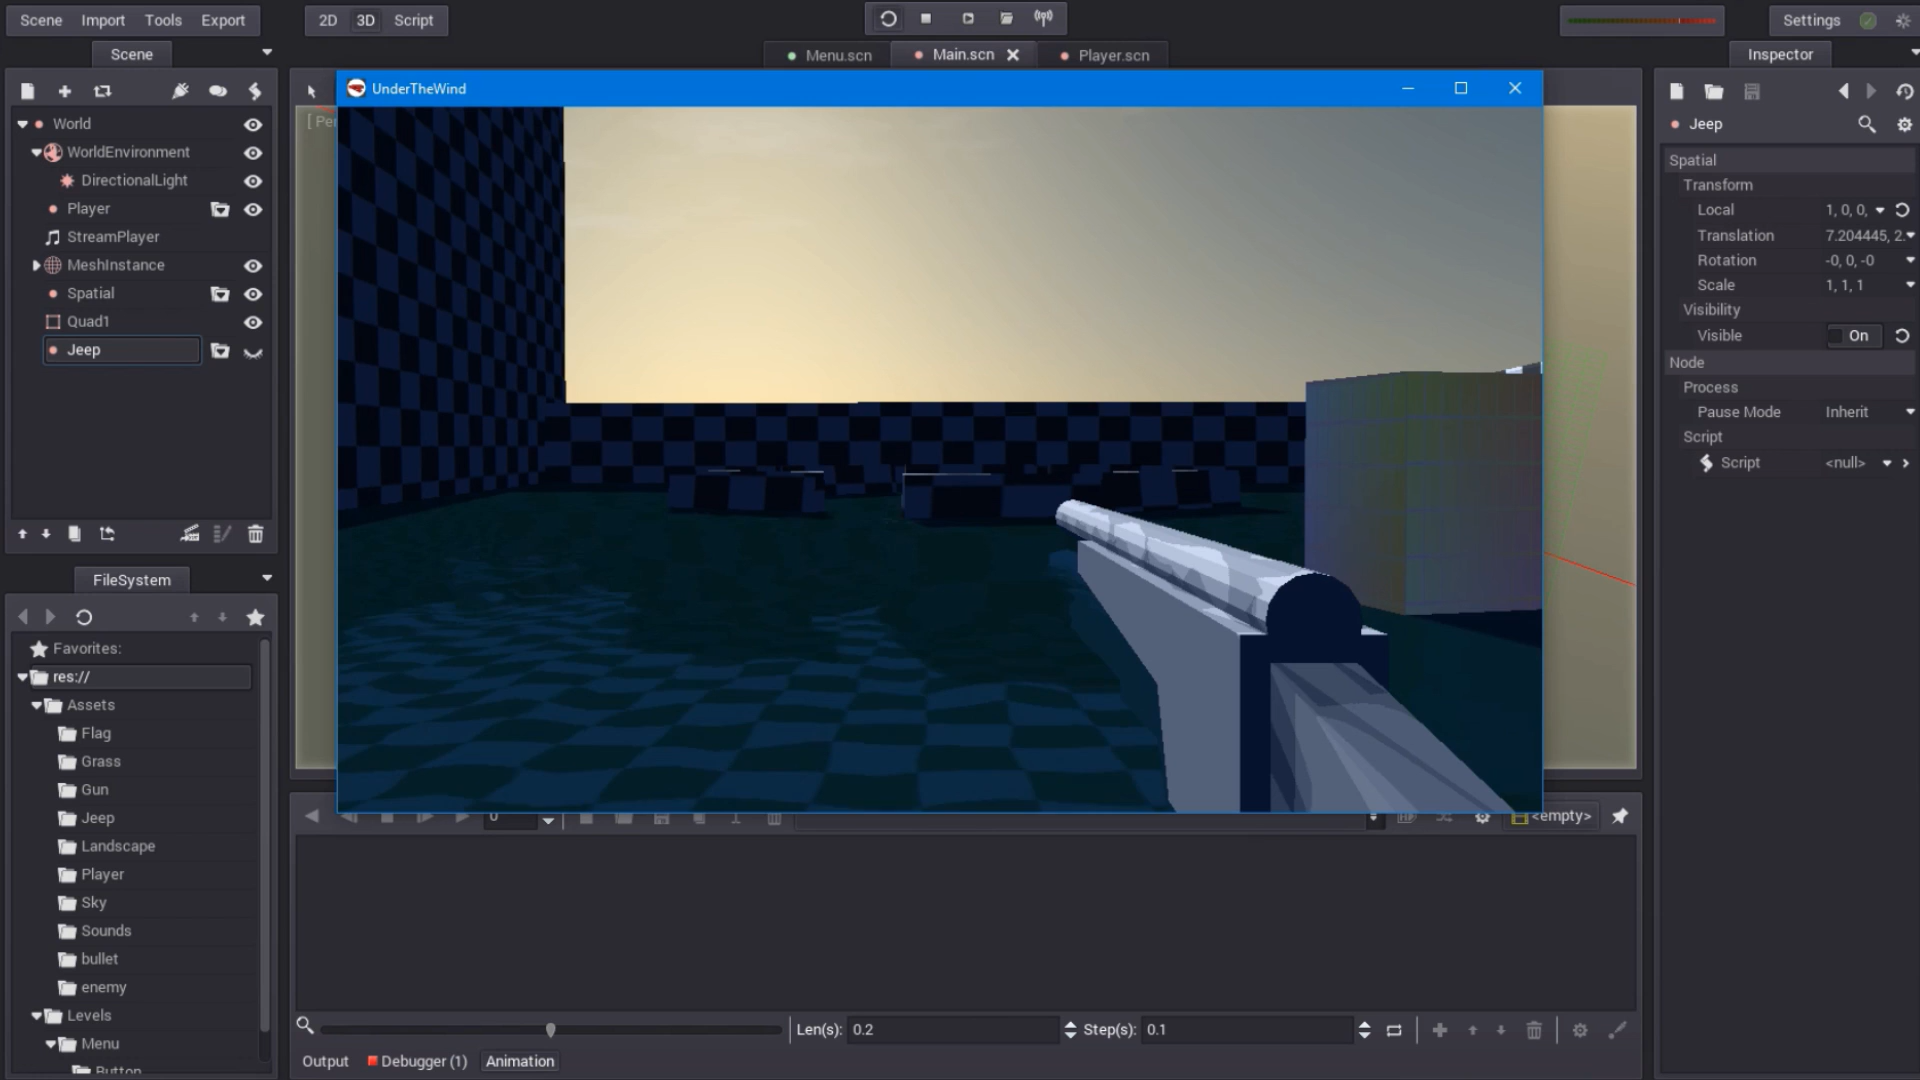 Scene Import Tools Export
2D 3D Script
Settings
Scene
Menu.scn
Main.scn
Player.scn
Inspector
UnderTheWind
World
WorldEnvironment
DirectionalLight
Player
StreamPlayer
MeshInstance
Spatial
Quad1
Jeep
[ Per
Jeep
Spatial
Transform
Local 1, 0, 0,
Translation 7.204445, 2.
Rotation -0, 0, -0
Scale 1, 1, 1
Visibility
Visible On
Node
Process
Pause Mode Inherit
Script
Script <null>
FileSystem
Favorites:
res://
Assets
Flag
Grass
Gun
Jeep
Landscape
Player
Sky
Sounds
bullet
enemy
Levels
Menu
Button
0
<empty>
Len(s): 0.2
Step(s): 0.1
Output Debugger (1) Animation